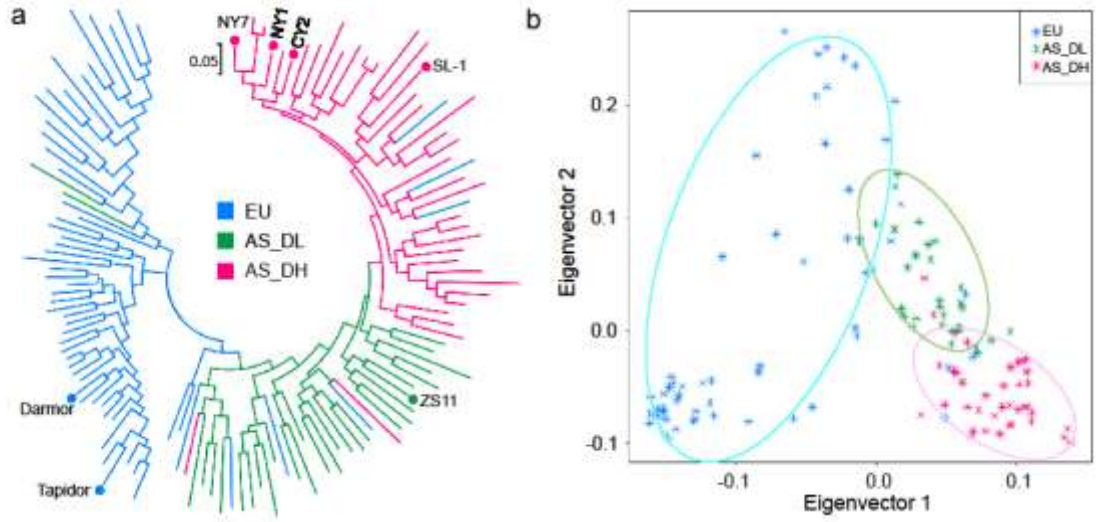 a
NY7
NY1
CY2
0.05
SL-1
EU
AS_DL
AS_DH
ZS11
Darmor
Tapidor
b
EU
AS_DL
AS_DH
Eigenvector 2
0.2
0.1
0.0
-0.1
-0.1
0.0
0.1
Eigenvector 1